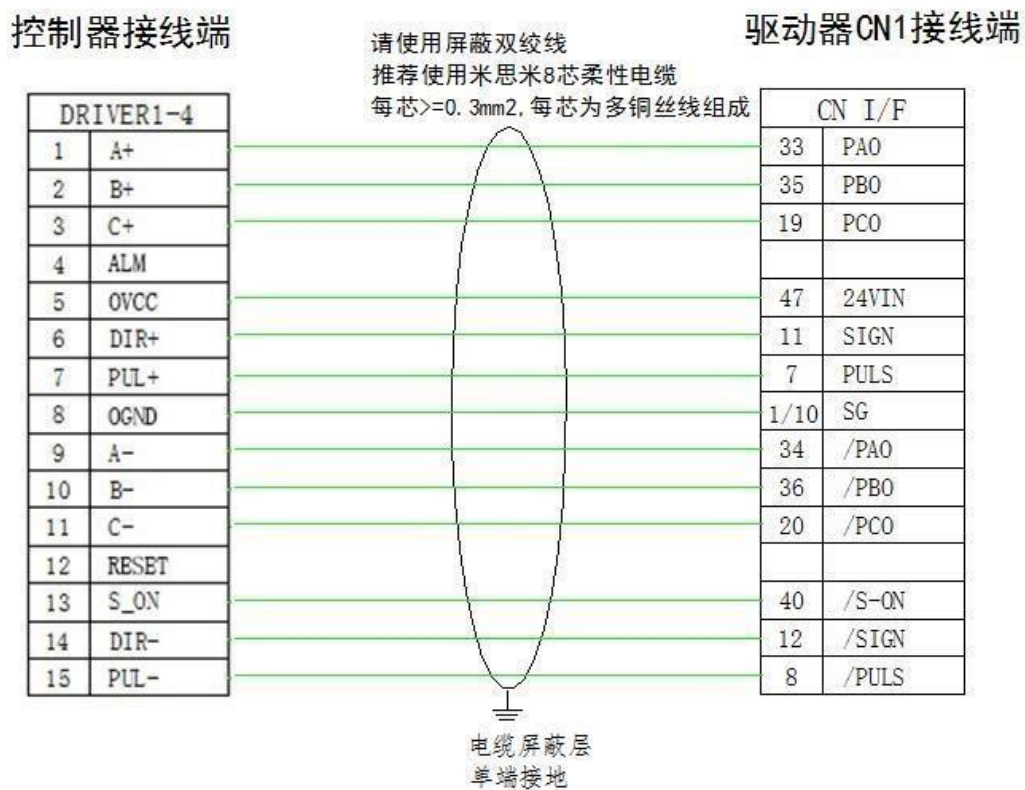 控制器接线端
驱动器CN1接线端
请使用屏蔽双绞线
推荐使用米思米8芯柔性电缆
每芯>=0.3mm2,每芯为多铜丝线组成
DRIVER1-4
1 A+
2 B+
3 C+
4 ALM
5 OVCC
6 DIR+
7 PUL+
8 OGND
9 A-
10 B-
11 C-
12 RESET
13 S_ON
14 DIR-
15 PUL-
CN I/F
33 PAO
35 PBO
19 PCO
47 24VIN
11 SIGN
7 PULS
1/10 SG
34 /PAO
36 /PBO
20 /PCO
40 /S-ON
12 /SIGN
8 /PULS
电缆屏蔽层
单端接地